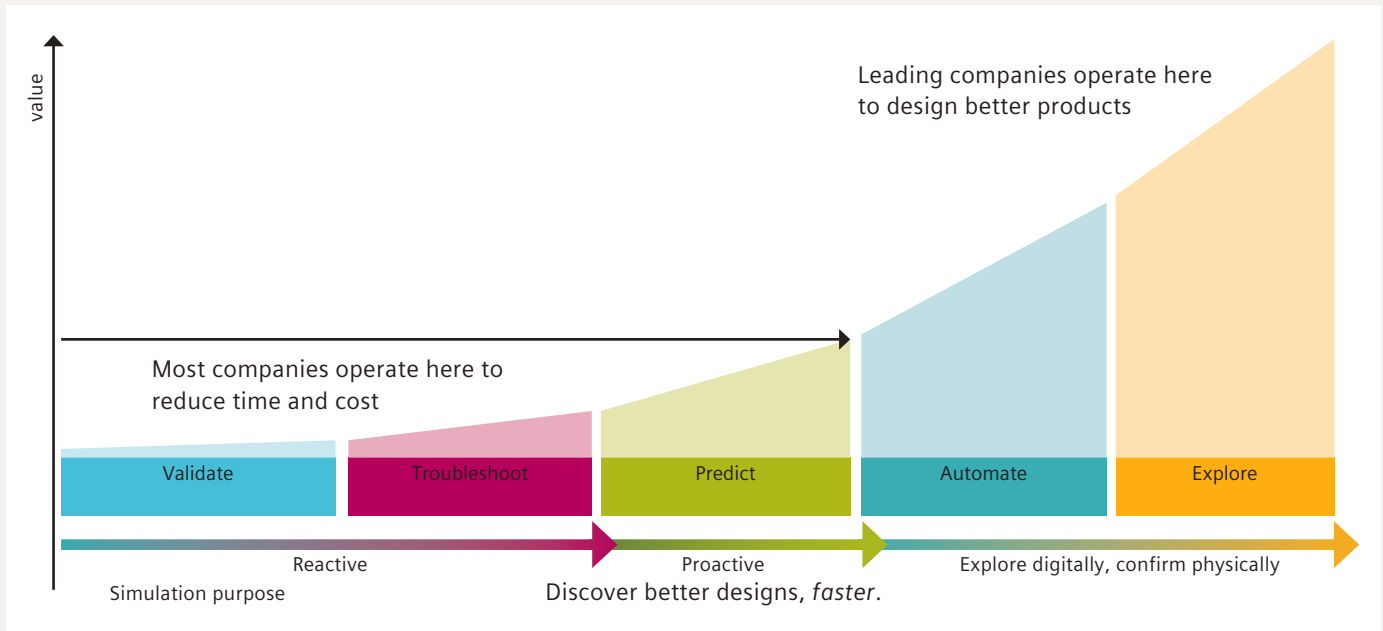 value
Leading companies operate here
to design better products
Most companies operate here to
reduce time and cost
Validate
Troubleshoot
Predict
Automate
Explore
Reactive
Proactive
Explore digitally, confirm physically
Simulation purpose
Discover better designs, faster.